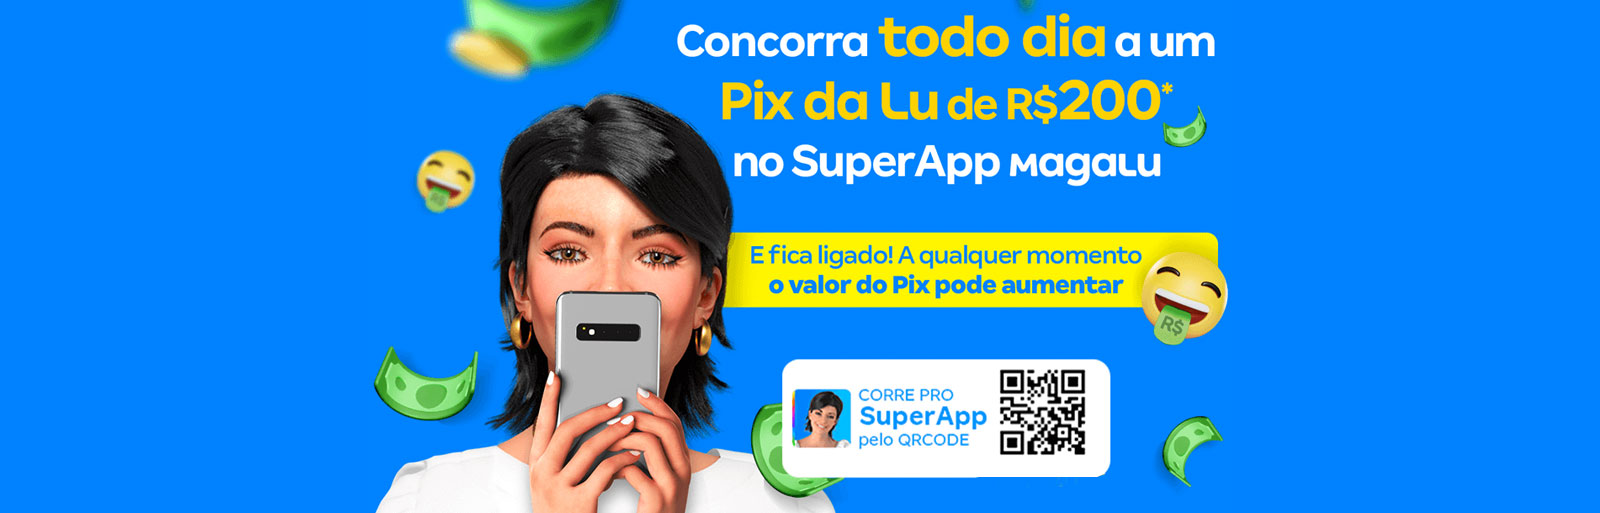 Concorra todo dia a um
Pix da Lu de R$200*
no SuperApp Magalu
E fica ligado! A qualquer momento
o valor do Pix pode aumentar
R$
R$
CORRE PRO
SuperApp
pelo QRCODE